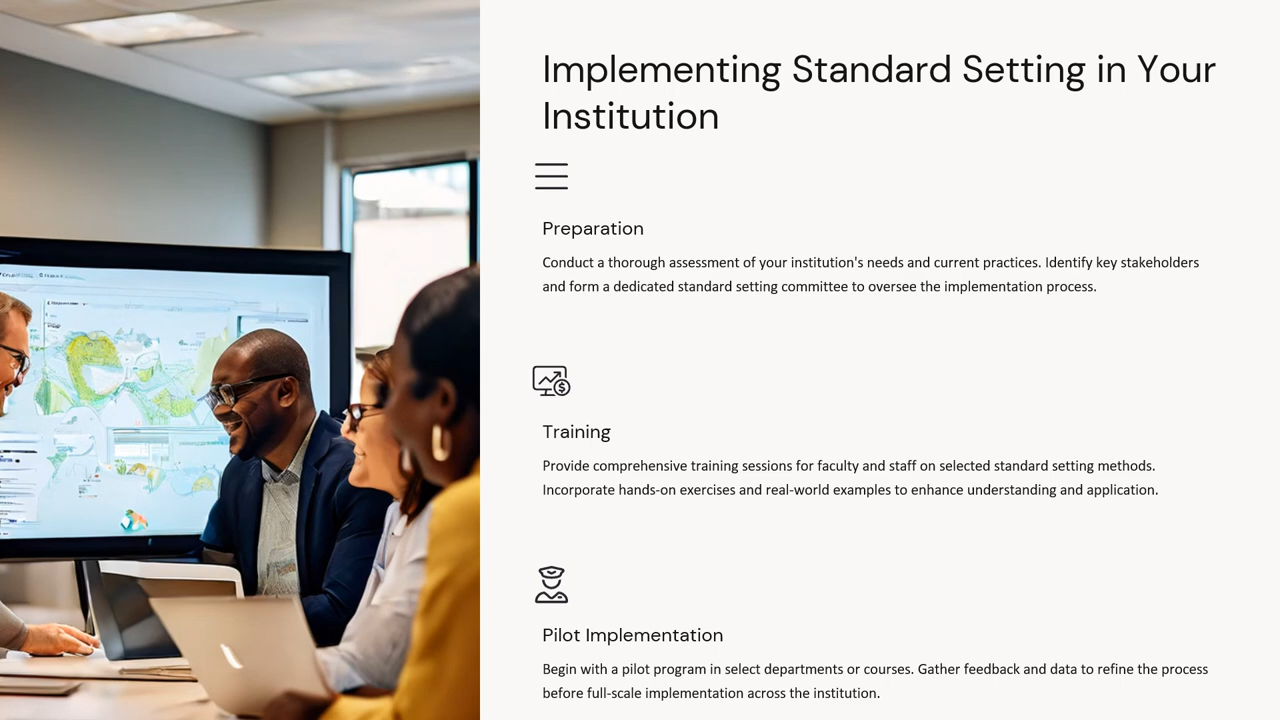 Implementing Standard Setting in Your
Institution
Preparation
Conduct a thorough assessment of your institution's needs and current practices. Identify key stakeholders
and form a dedicated standard setting committee to oversee the implementation process.
Training
Provide comprehensive training sessions for faculty and staff on selected standard setting methods.
Incorporate hands-on exercises and real-world examples to enhance understanding and application.
Pilot Implementation
Begin with a pilot program in select departments or courses. Gather feedback and data to refine the process
before full-scale implementation across the institution.